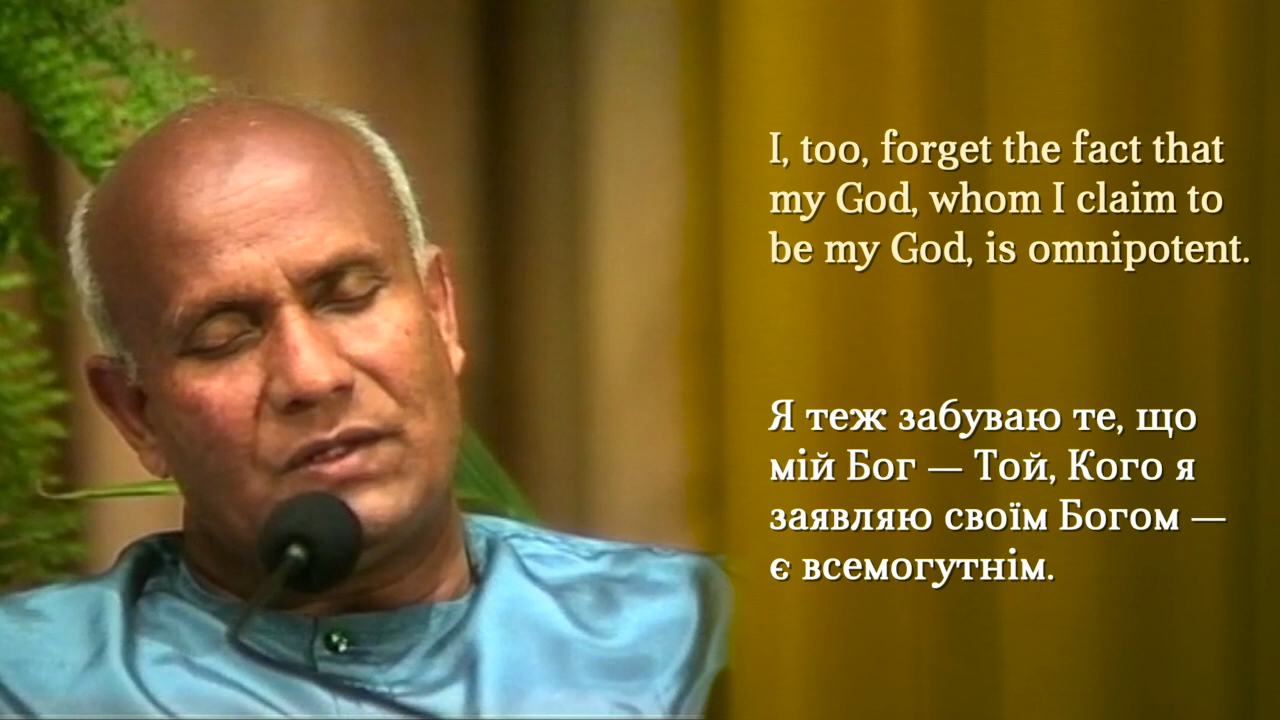 I, too, forget the fact that
my God, whom I claim to
be my God, is omnipotent.
Я теж забуваю те, що
мій Бог — Той, Кого я
заявляю своїм Богом —
є всемогутнім.